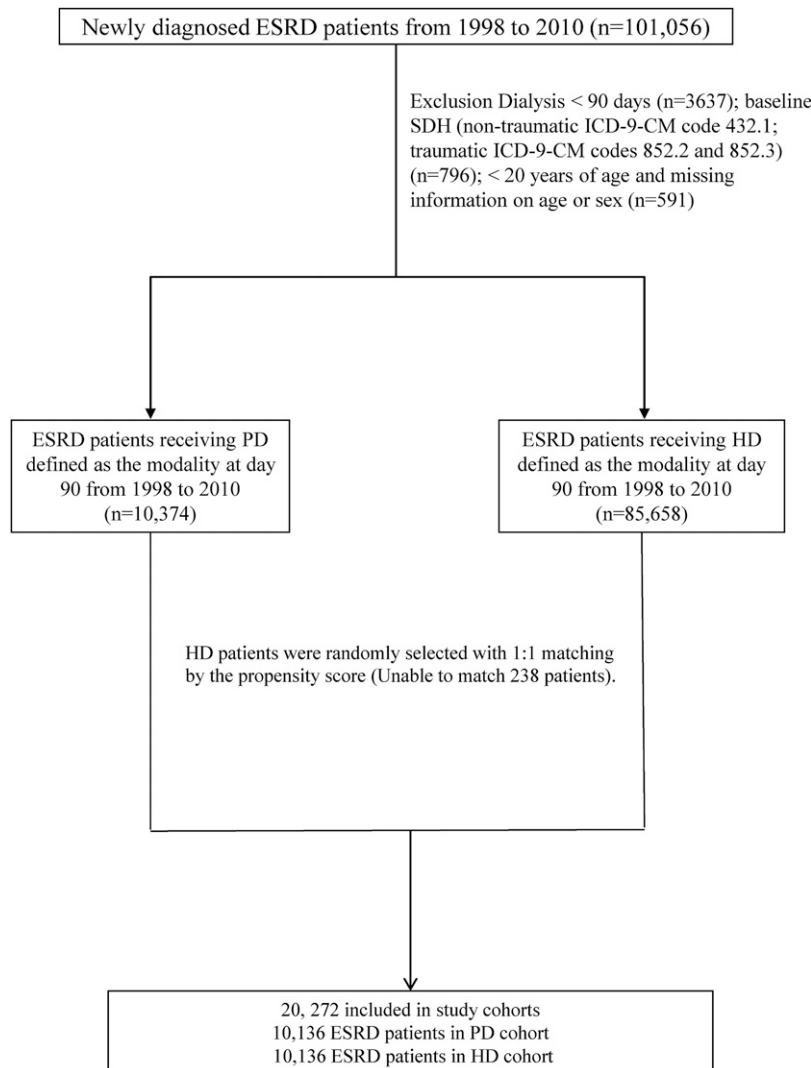 Newly diagnosed ESRD patients from 1998 to 2010 (n=101,056)
Exclusion Dialysis < 90 days (n=3637); baseline
SDH (non-traumatic ICD-9-CM code 432.1;
traumatic ICD-9-CM codes 852.2 and 852.3)
(n=796); < 20 years of age and missing
information on age or sex (n=591)
ESRD patients receiving PD
defined as the modality at day
90 from 1998 to 2010
(n=10,374)
ESRD patients receiving HD
defined as the modality at day
90 from 1998 to 2010
(n=85,658)
HD patients were randomly selected with 1:1 matching
by the propensity score (Unable to match 238 patients).
20, 272 included in study cohorts
10,136 ESRD patients in PD cohort
10,136 ESRD patients in HD cohort